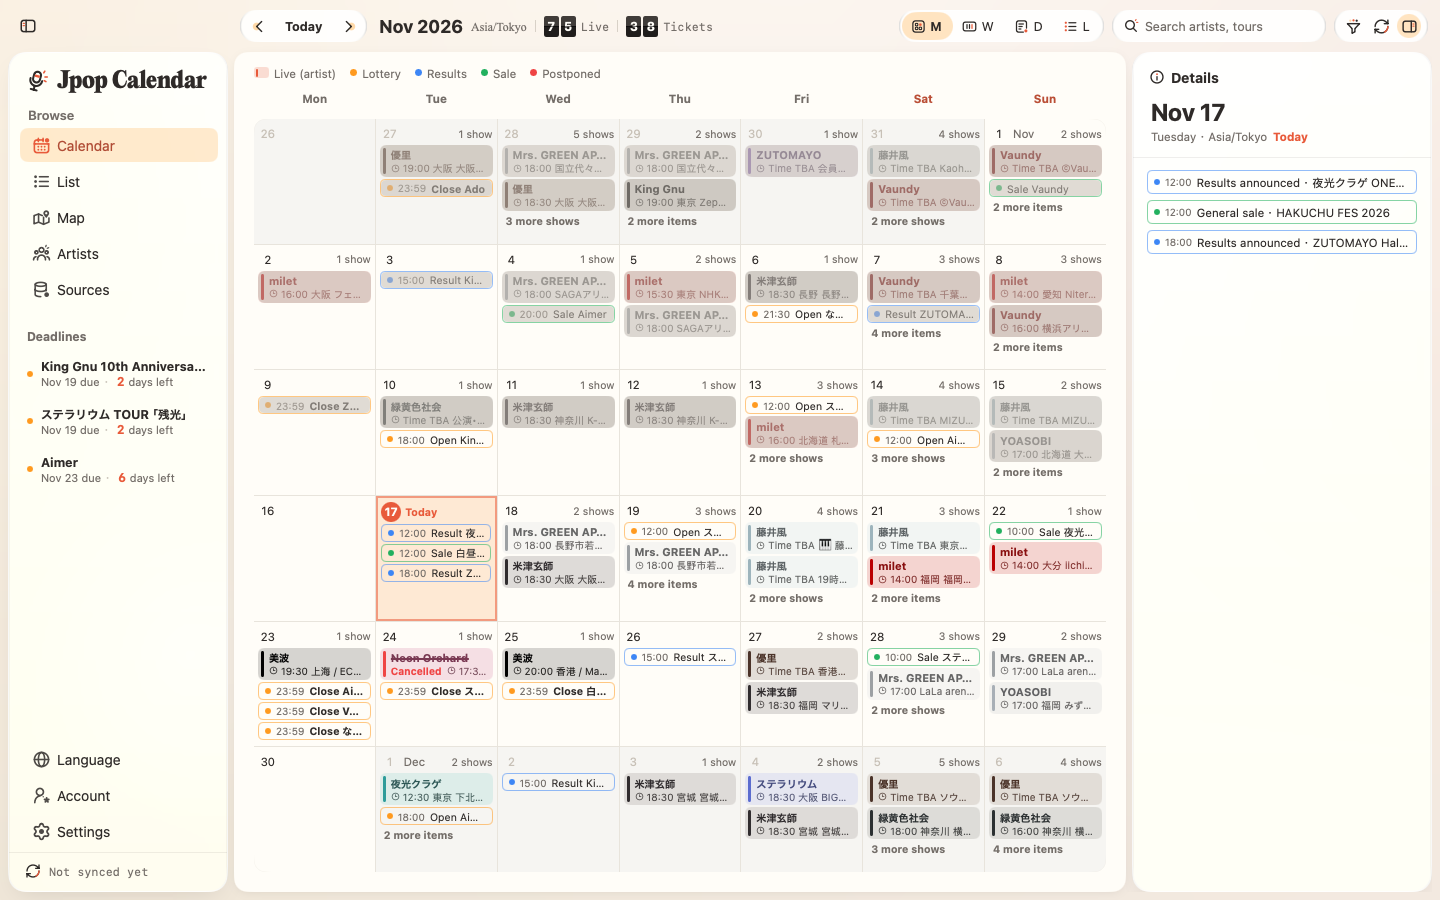 Today
Nov 2026
Asia/Tokyo
75 Live
38 Tickets
M
W
D
L
Search artists, tours
Jpop Calendar
Browse
Calendar
List
Map
Artists
Sources
Deadlines
King Gnu 10th Anniversa...
Nov 19 due · 2 days left
ステラリウム TOUR「残光」
Nov 19 due · 2 days left
Aimer
Nov 23 due · 6 days left
Language
Account
Settings
Not synced yet
Live (artist)
Lottery
Results
Sale
Postponed
Mon
Tue
Wed
Thu
Fri
Sat
Sun
26
27
1 show
優里
19:00 大阪 大阪...
23:59 Close Ado
28
5 shows
Mrs. GREEN AP...
18:00 国立代々...
優里
18:30 大阪 大阪...
3 more shows
29
2 shows
Mrs. GREEN AP...
18:00 国立代々...
King Gnu
19:00 東京 Zep...
2 more items
30
1 show
ZUTOMAYO
Time TBA 会員...
31
4 shows
藤井風
Time TBA Kaoh...
Vaundy
Time TBA ©Vau...
2 more shows
1 Nov
2 shows
Vaundy
Time TBA ©Vau...
Sale Vaundy
2 more items
2
1 show
milet
16:00 大阪 フェ...
3
15:00 Result Ki...
4
1 show
Mrs. GREEN AP...
18:00 SAGAアリ...
20:00 Sale Aimer
5
2 shows
milet
15:30 東京 NHK...
Mrs. GREEN AP...
18:00 SAGAアリ...
6
1 show
米津玄師
18:30 長野 長野...
21:30 Open な...
7
3 shows
Vaundy
Time TBA 千葉...
Result ZUTOMA...
4 more items
8
3 shows
milet
14:00 愛知 Niter...
Vaundy
16:00 横浜アリ...
2 more items
9
23:59 Close Z...
10
1 show
緑黄色社会
Time TBA 公演・...
18:00 Open Kin...
11
1 show
米津玄師
18:30 神奈川 K-...
12
1 show
米津玄師
18:30 神奈川 K-...
13
3 shows
12:00 Open ス...
milet
16:00 北海道 札...
2 more shows
14
4 shows
藤井風
Time TBA MIZU...
12:00 Open Ai...
3 more shows
15
2 shows
藤井風
Time TBA MIZU...
YOASOBI
17:00 北海道 大...
2 more items
16
17 Today
12:00 Result 夜...
12:00 Sale 白昼...
18:00 Result Z...
18
2 shows
Mrs. GREEN AP...
18:00 長野市若...
米津玄師
18:30 大阪 大阪...
19
3 shows
12:00 Open ス...
Mrs. GREEN AP...
18:00 長野市若...
4 more items
20
4 shows
藤井風
Time TBA 🎹 藤...
藤井風
Time TBA 19時...
2 more shows
21
3 shows
藤井風
Time TBA 東京...
milet
14:00 福岡 福岡...
2 more items
22
1 show
10:00 Sale 夜光...
milet
14:00 大分 iichi...
23
1 show
美波
19:30 上海 / EC...
23:59 Close Ai...
23:59 Close V...
23:59 Close な...
24
1 show
Neon Orchard
Cancelled 17:3...
23:59 Close ス...
25
1 show
美波
20:00 香港 / Ma...
23:59 Close 白...
26
15:00 Result ス...
27
2 shows
優里
Time TBA 香港...
米津玄師
18:30 福岡 マリ...
28
3 shows
10:00 Sale ステ...
Mrs. GREEN AP...
17:00 LaLa aren...
2 more shows
29
2 shows
Mrs. GREEN AP...
17:00 LaLa aren...
YOASOBI
17:00 福岡 みず...
30
1 Dec
2 shows
夜光クラゲ
12:30 東京 下北...
18:00 Open Ai...
2 more items
2
15:00 Result Ki...
3
1 show
米津玄師
18:30 宮城 宮城...
4
2 shows
ステラリウム
18:30 大阪 BIG...
米津玄師
18:30 宮城 宮城...
5
5 shows
優里
Time TBA ソウ...
緑黄色社会
18:00 神奈川 横...
3 more shows
6
4 shows
優里
Time TBA ソウ...
緑黄色社会
16:00 神奈川 横...
4 more items
Details
Nov 17
Tuesday · Asia/Tokyo Today
12:00 Results announced · 夜光クラゲ ONE...
12:00 General sale · HAKUCHU FES 2026
18:00 Results announced · ZUTOMAYO Hal...